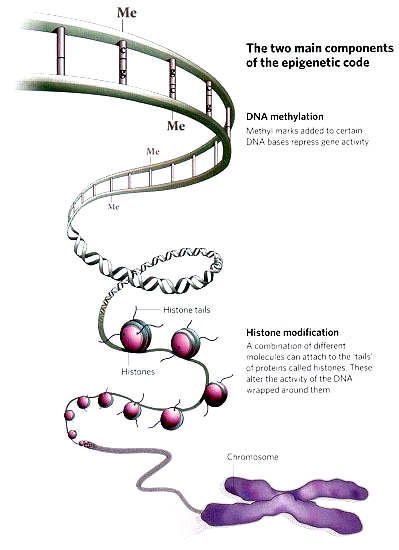 Me
The two main components
of the epigenetic code
C
g
g
C
C
g
DNA methylation
Methyl marks added to certain
DNA bases repress gene activity
Me
Me
Me
Histone tails
Histone modification
A combination of different
molecules can attach to the 'tails'
of proteins called histones. These
alter the activity of the DNA
wrapped around them.
Histones
Chromosome